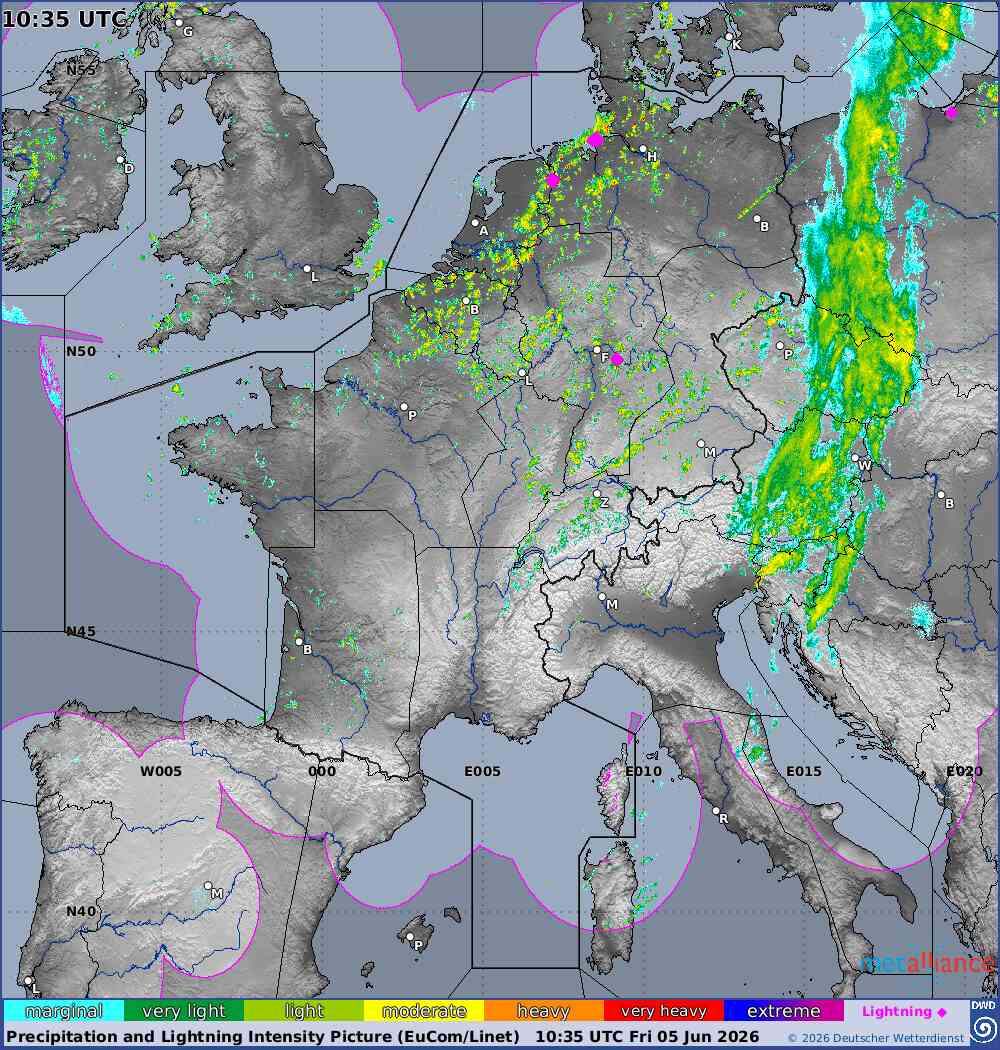 10:35 UTC
G
K
N55
D
H
A
B
L
B
N50
F
P
L
P
M
W
Z
B
M
N45
B
W005
000
E005
E010
E015
E020
R
M
N40
P
L
metalliance
marginal
very light
light
moderate
heavy
very heavy
extreme
Lightning ◆
DWD
Precipitation and Lightning Intensity Picture (EuCom/Linet) 10:35 UTC Fri 05 Jun 2026
© 2026 Deutscher Wetterdienst